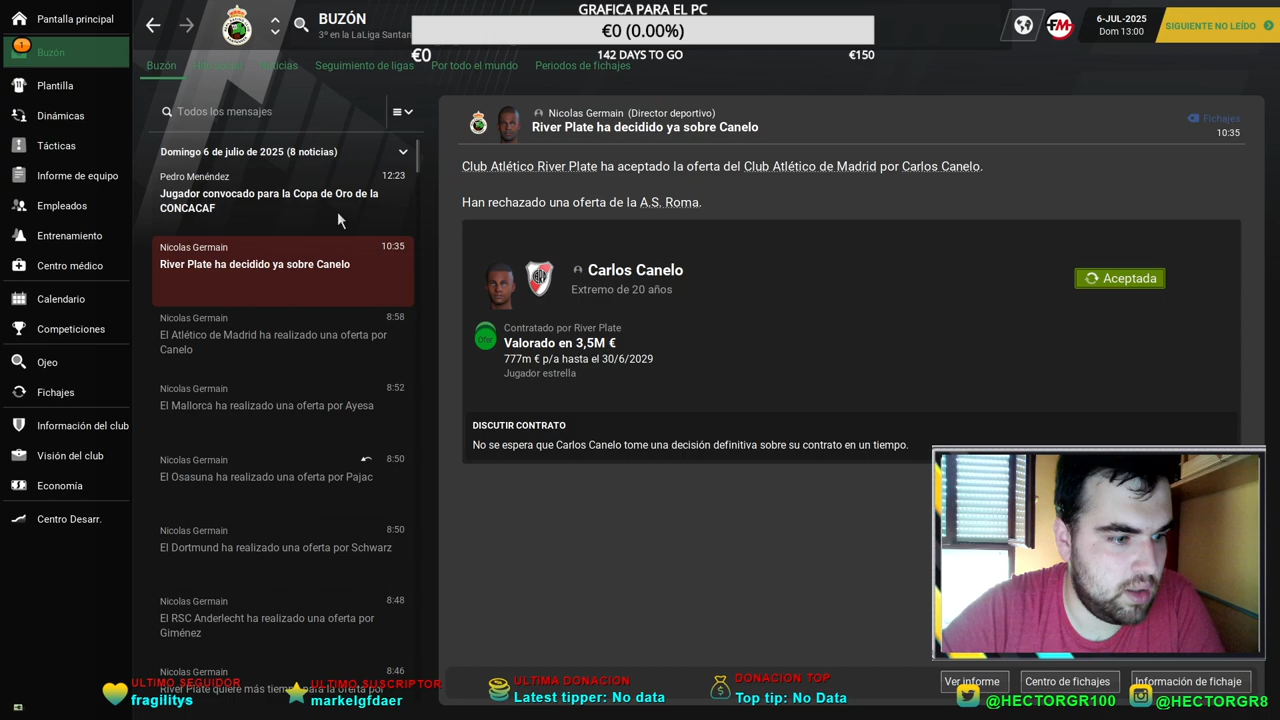 Pantalla principal
1
Buzón
Plantilla
Dinámicas
Tácticas
Informe de equipo
Empleados
Entrenamiento
Centro médico
Calendario
Competiciones
Ojeo
Fichajes
Información del club
Visión del club
Economía
Centro Desarr.
BUZÓN
3º en la LaLiga Santan
GRAFICA PARA EL PC
€0 (0.00%)
€0
142 DAYS TO GO
€150
FM
6-JUL-2025
Dom 13:00
SIGUIENTE NO LEÍDO
Buzón
Seguimiento de ligas
Por todo el mundo
Periodos de fichajes
Todos los mensajes
Domingo 6 de julio de 2025 (8 noticias)
Pedro Menéndez 12:23
Jugador convocado para la Copa de Oro de la
CONCACAF
Nicolas Germain 10:35
River Plate ha decidido ya sobre Canelo
Nicolas Germain 8:58
El Atlético de Madrid ha realizado una oferta por
Canelo
Nicolas Germain 8:52
El Mallorca ha realizado una oferta por Ayesa
Nicolas Germain 8:50
El Osasuna ha realizado una oferta por Pajac
Nicolas Germain 8:50
El Dortmund ha realizado una oferta por Schwarz
Nicolas Germain 8:48
El RSC Anderlecht ha realizado una oferta por
Giménez
Nicolas Germain 8:46
River Plate quiere más tiempo para la oferta por
Nicolas Germain (Director deportivo)
River Plate ha decidido ya sobre Canelo
Fichajes
10:35
Club Atlético River Plate ha aceptado la oferta del Club Atlético de Madrid por Carlos Canelo.
Han rechazado una oferta de la A.S. Roma.
Carlos Canelo
Extremo de 20 años
Aceptada
Ofer
Contratado por River Plate
Valorado en 3,5M €
777m € p/a hasta el 30/6/2029
Jugador estrella
DISCUTIR CONTRATO
No se espera que Carlos Canelo tome una decisión definitiva sobre su contrato en un tiempo.
Ver informe
Centro de fichajes
Información de fichaje
ULTIMO SEGUIDOR
fragilitys
ULTIMO SUSCRIPTOR
markelgfdaer
ULTIMA DONACION
Latest tipper: No data
DONACION TOP
Top tip: No Data
@HECTORGR100
@HECTORGR8